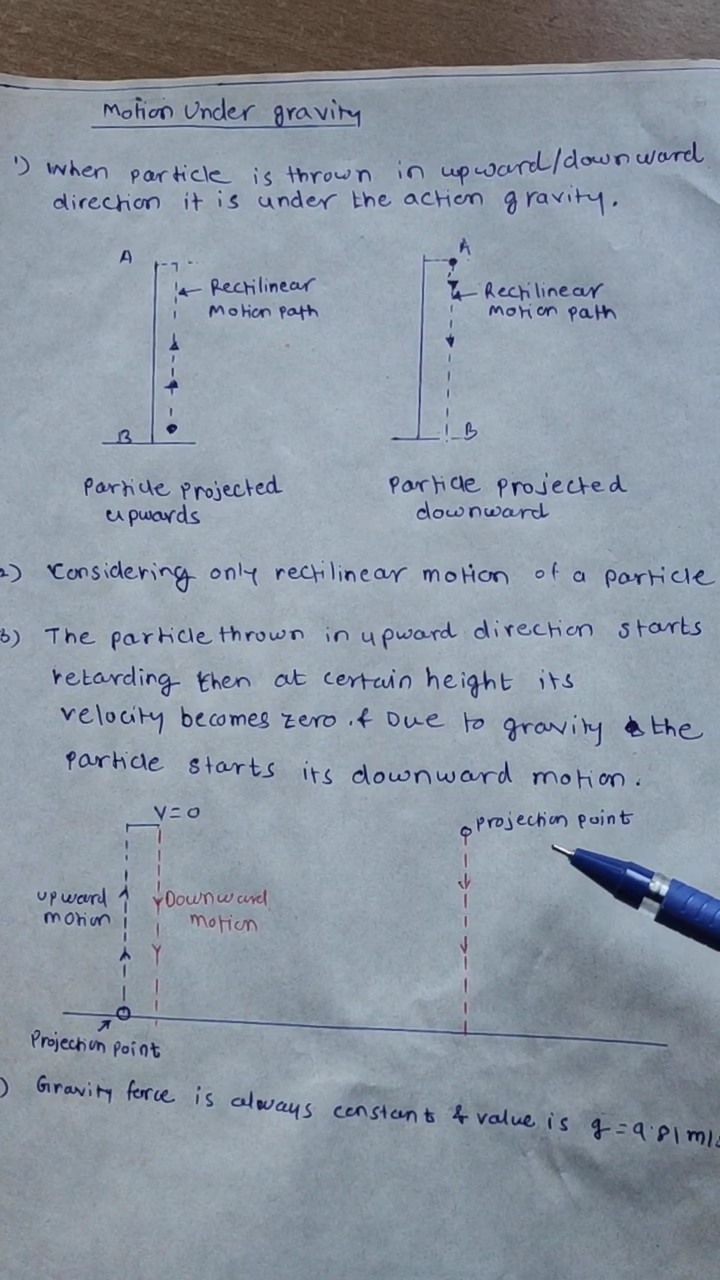 Motion Under gravity
1) When particle is thrown in upward/downward
direction it is under the action gravity.
A
Rectilinear
Motion path
B
Particle projected
upwards
A
Rectilinear
motion path
B
Particle projected
downward
2) Considering only rectilinear motion of a particle
3) The particle thrown in upward direction starts
retarding then at certain height its
velocity becomes zero. & Due to gravity the
particle starts its downward motion.
V=0
upward
motion
Downward
motion
Projection point
projection point
) Gravity force is always constant & value is g=9.81m/s